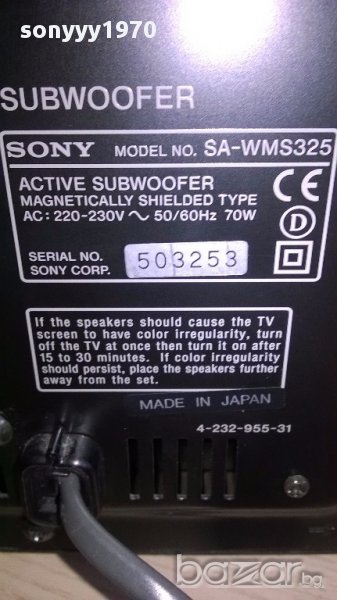 sonyyy1970
SUBWOOFER
SONY MODEL NO. SA-WMS325
ACTIVE SUBWOOFER
MAGNETICALLY SHIELDED TYPE
AC: 220-230V ~ 50/60Hz 70W
CE
D
SERIAL NO. 503253
SONY CORP.
If the speakers should cause the TV
screen to have color irregularity, turn
off the TV at once then turn it on after
15 to 30 minutes. If color irregularity
should persist, place the speakers further
away from the set.
MADE IN JAPAN
4-232-955-31
bazar.bg